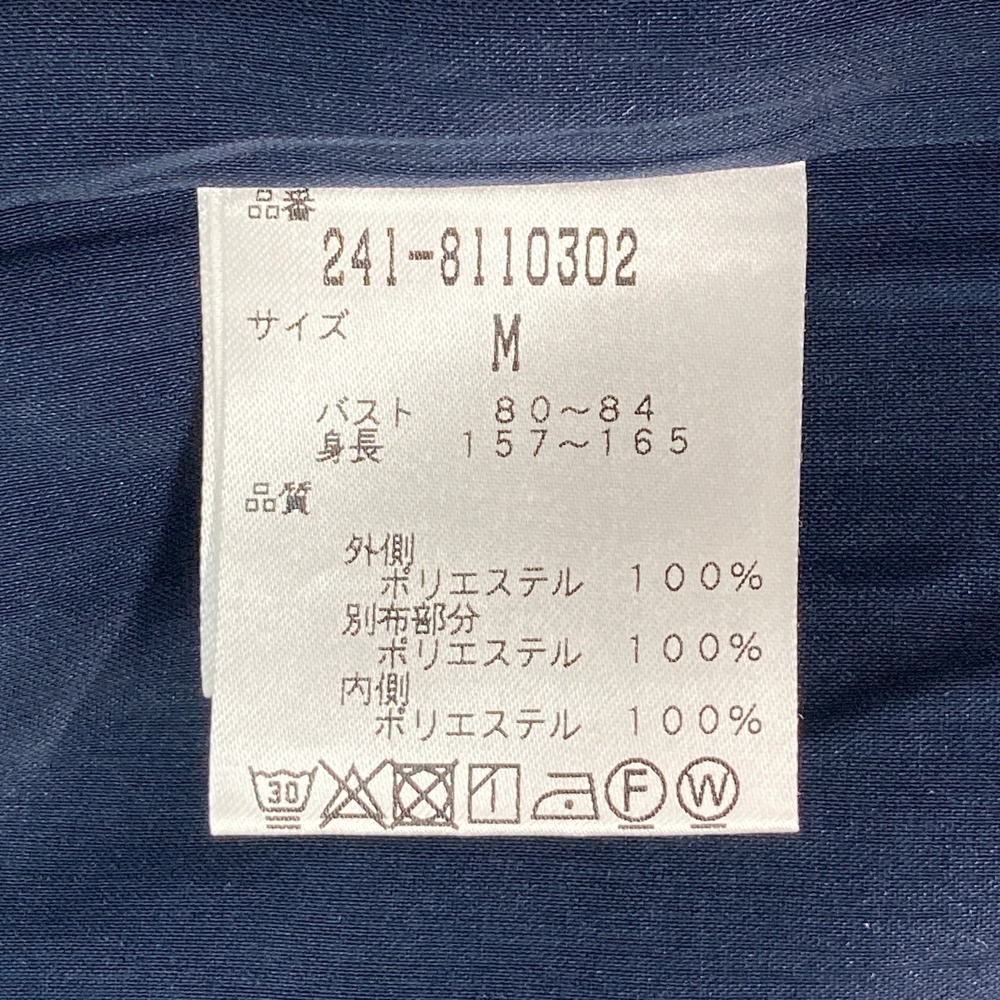 品番
241-8110302
サイズ M
バスト 80～84
身長 157～165
品質
外側
ポリエステル 100%
別布部分
ポリエステル 100%
内側
ポリエステル 100%
30 F W